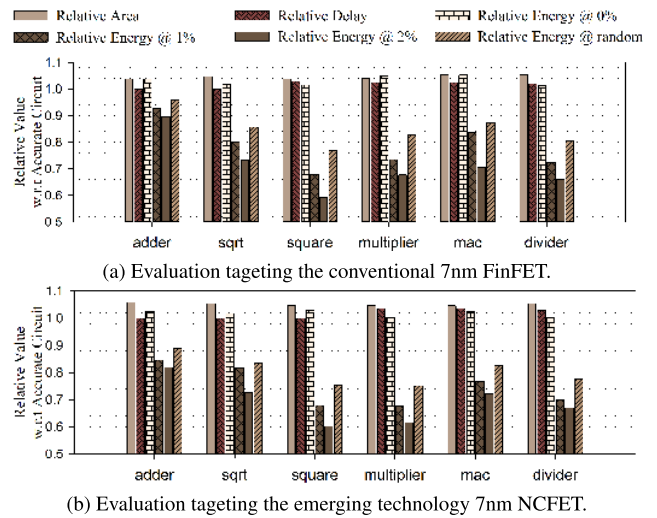 Relative Area Relative Delay Relative Energy @ 0%
Relative Energy @ 1% Relative Energy @ 2% Relative Energy @ random
Relative Value
w.r.t Accurate Circuit
1.1
1.0
0.9
0.8
0.7
0.6
0.5
adder sqrt square multiplier mac divider
(a) Evaluation tageting the conventional 7nm FinFET.
Relative Value
w.r.t Accurate Circuit
1.1
1.0
0.9
0.8
0.7
0.6
0.5
adder sqrt square multiplier mac divider
(b) Evaluation tageting the emerging technology 7nm NCFET.